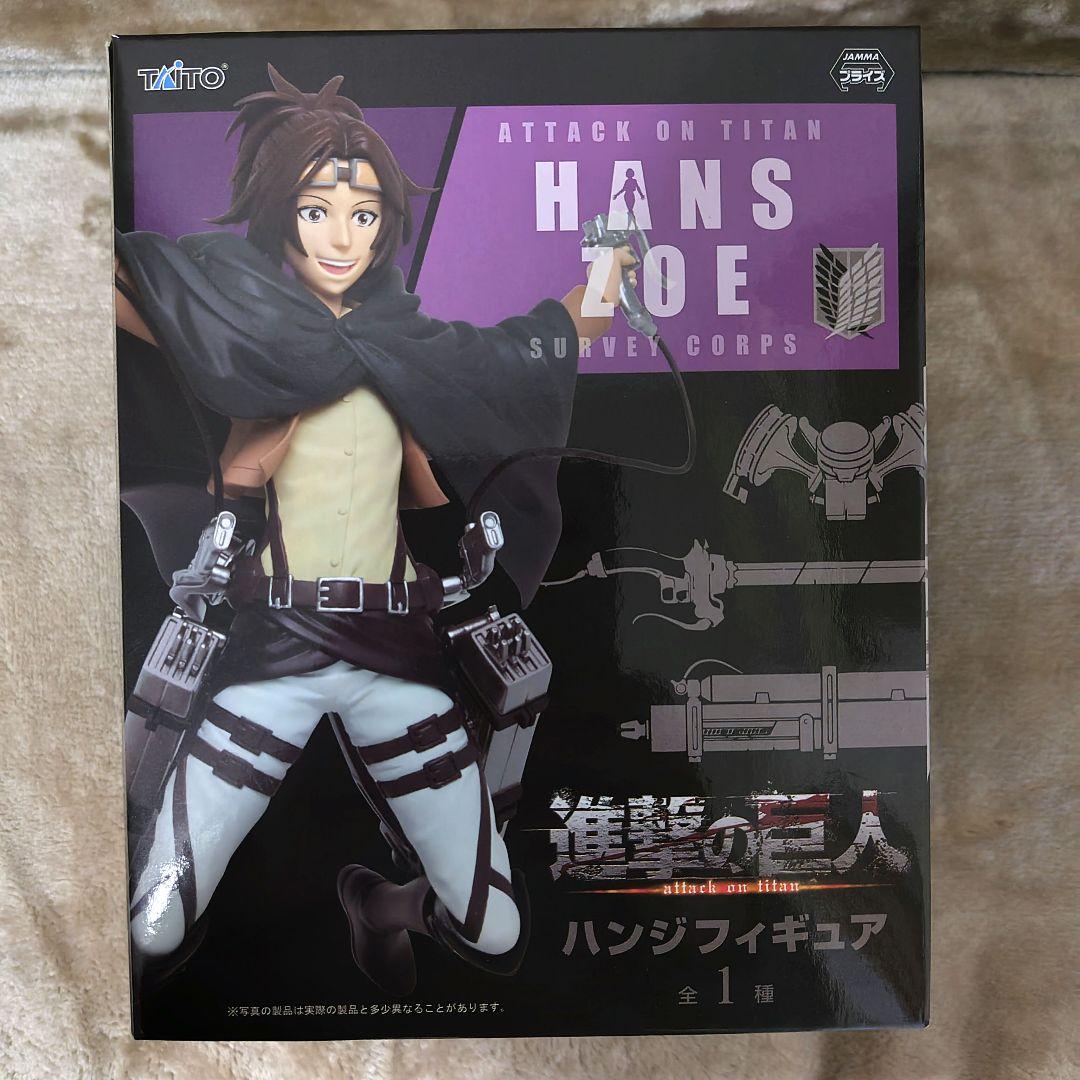 TAITO®
JAMMA
プライズ
ATTACK ON TITAN
HANS
ZOE
SURVEY CORPS
進撃の巨人
attack on titan
ハンジフィギュア
全1種
※写真の製品は実際の製品と多少異なることがあります。